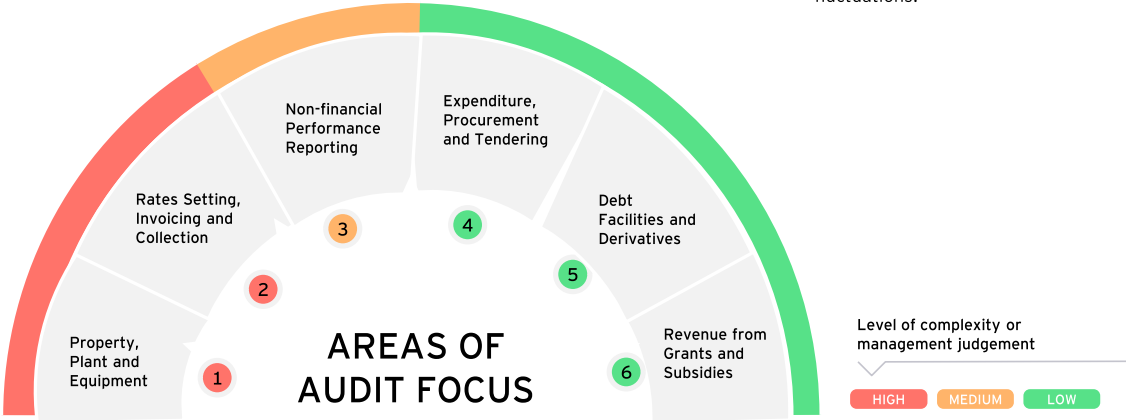 fluctuations.
Non-financial
Performance
Reporting
Expenditure,
Procurement
and Tendering
Rates Setting,
Invoicing and
Collection
Debt
Facilities and
Derivatives
Property,
Plant and
Equipment
Revenue from
Grants and
Subsidies
1
2
3
4
5
6
AREAS OF
AUDIT FOCUS
Level of complexity or
management judgement
HIGH
MEDIUM
LOW